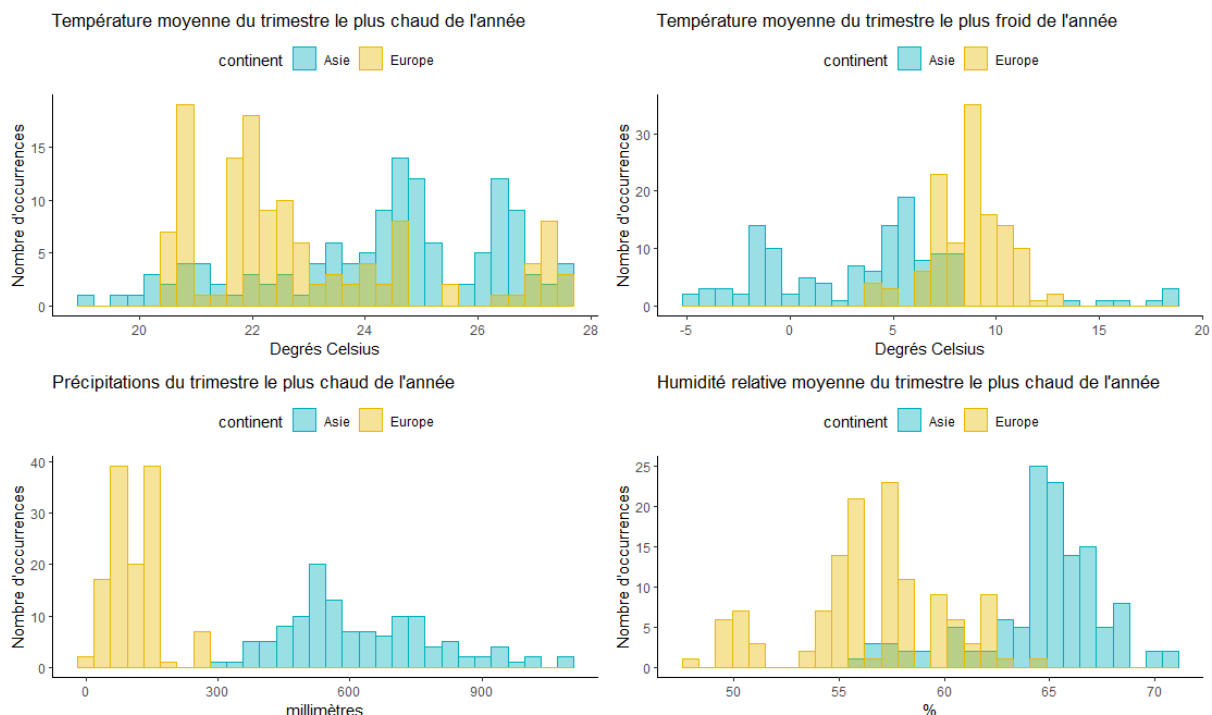 Température moyenne du trimestre le plus chaud de l'année
continent Asie Europe
Nombre d'occurrences
15
10
5
0
20 22 24 26 28
Degrés Celsius
Température moyenne du trimestre le plus froid de l'année
continent Asie Europe
Nombre d'occurrences
30
20
10
0
-5 0 5 10 15 20
Degrés Celsius
Précipitations du trimestre le plus chaud de l'année
continent Asie Europe
Nombre d'occurrences
40
30
20
10
0
0 300 600 900
millimètres
Humidité relative moyenne du trimestre le plus chaud de l'année
continent Asie Europe
Nombre d'occurrences
25
20
15
10
5
0
50 55 60 65 70
%